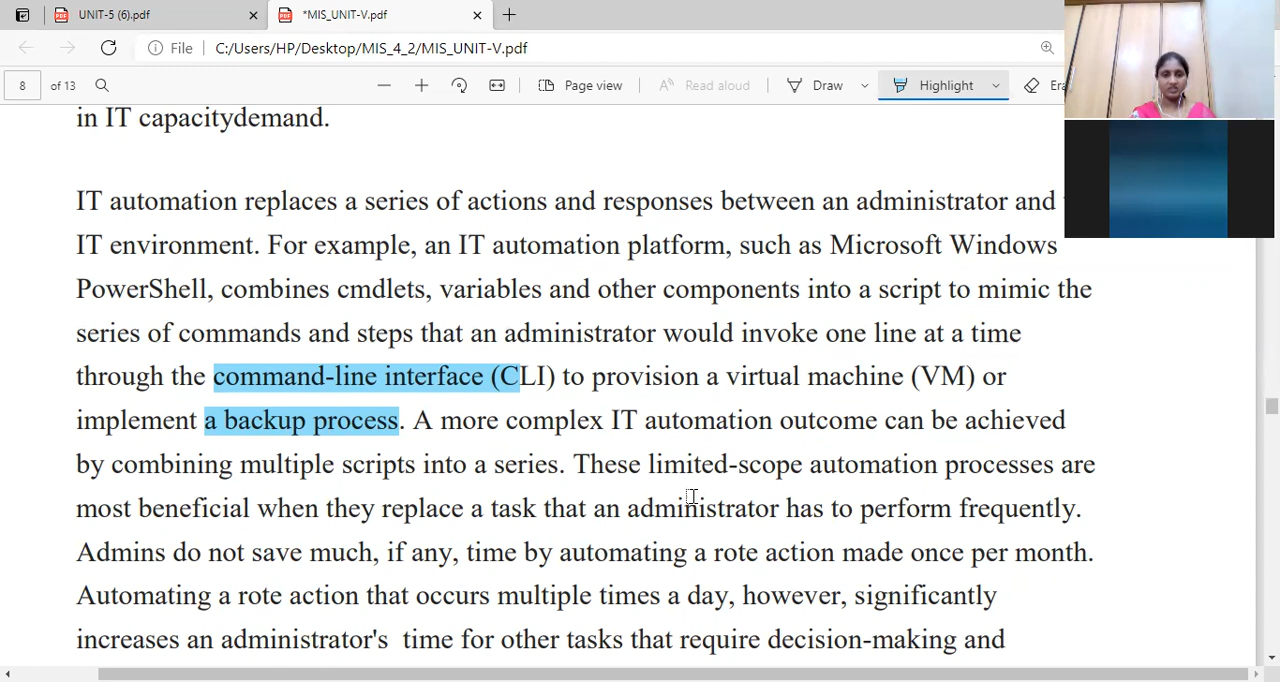 UNIT-5 (6).pdf
*MIS_UNIT-V.pdf
File
C:/Users/HP/Desktop/MIS_4_2/MIS_UNIT-V.pdf
8 of 13
Page view
Read aloud
Draw
Highlight
in IT capacitydemand.
IT automation replaces a series of actions and responses between an administrator and
IT environment. For example, an IT automation platform, such as Microsoft Windows
PowerShell, combines cmdlets, variables and other components into a script to mimic the
series of commands and steps that an administrator would invoke one line at a time
through the command-line interface (CLI) to provision a virtual machine (VM) or
implement a backup process. A more complex IT automation outcome can be achieved
by combining multiple scripts into a series. These limited-scope automation processes are
most beneficial when they replace a task that an administrator has to perform frequently.
Admins do not save much, if any, time by automating a rote action made once per month.
Automating a rote action that occurs multiple times a day, however, significantly
increases an administrator's  time for other tasks that require decision-making and